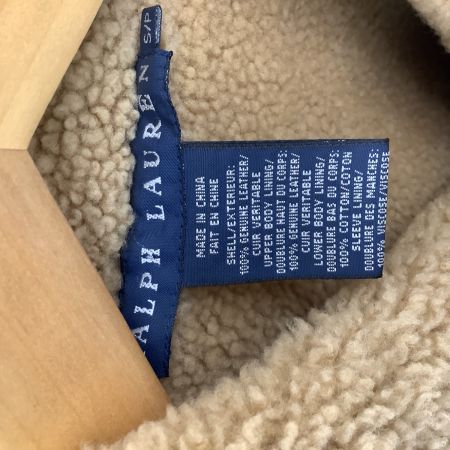 RALPH LAUREN
S/P
MADE IN CHINA
FAIT EN CHINE
SHELL/EXTERIEUR:
100% GENUINE LEATHER/
CUIR VERITABLE
UPPER BODY LINING/
DOUBLURE HAUT DU CORPS:
100% GENUINE LEATHER/
CUIR VERITABLE
LOWER BODY LINING/
DOUBLURE BAS DU CORPS:
100% COTTON/COTON
SLEEVE LINING/
DOUBLURE DES MANCHES:
100% VISCOSE/VISCOSE